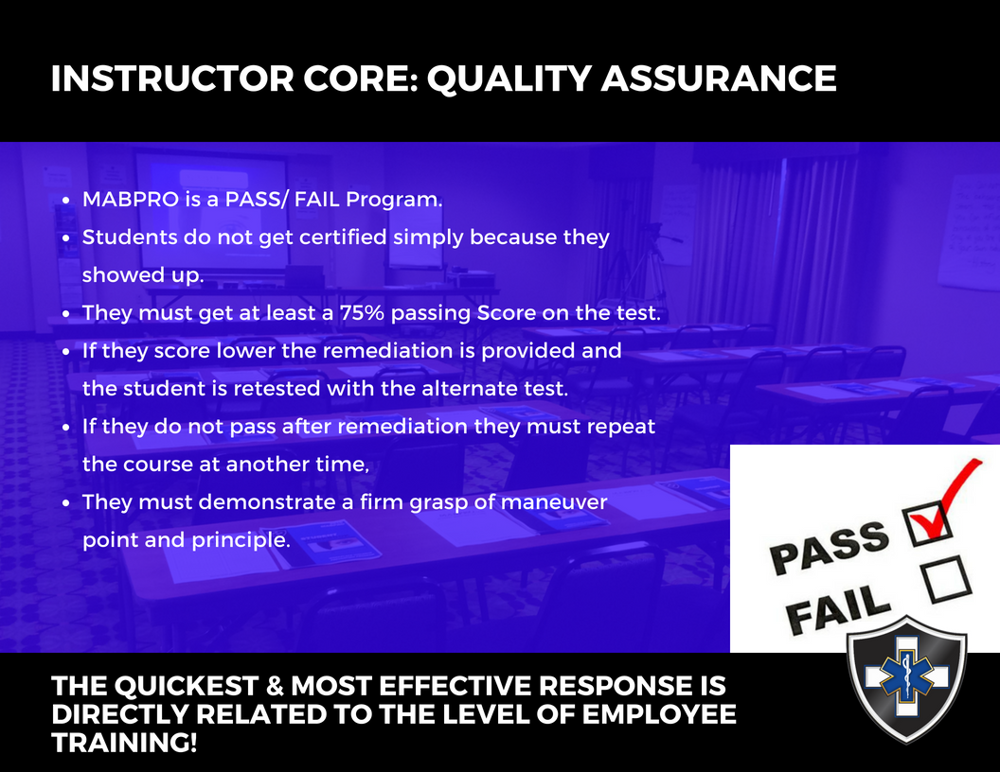 INSTRUCTOR CORE: QUALITY ASSURANCE
• MABPRO is a PASS/ FAIL Program.
• Students do not get certified simply because they
showed up.
• They must get at least a 75% passing Score on the test.
• If they score lower the remediation is provided and
the student is retested with the alternate test.
• If they do not pass after remediation they must repeat
the course at another time,
• They must demonstrate a firm grasp of maneuver
point and principle.
PASS
FAIL
THE QUICKEST & MOST EFFECTIVE RESPONSE IS
DIRECTLY RELATED TO THE LEVEL OF EMPLOYEE
TRAINING!